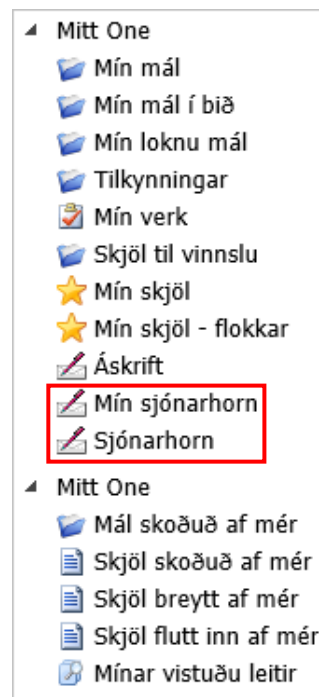 Mitt One
Mín mál
Mín mál í bið
Mín loknu mál
Tilkynningar
Mín verk
Skjöl til vinnslu
Mín skjöl
Mín skjöl - flokkar
Áskrift
Mín sjónarhorn
Sjónarhorn
Mitt One
Mál skoðuð af mér
Skjöl skoðuð af mér
Skjöl breytt af mér
Skjöl flutt inn af mér
Mínar vistuðu leitir